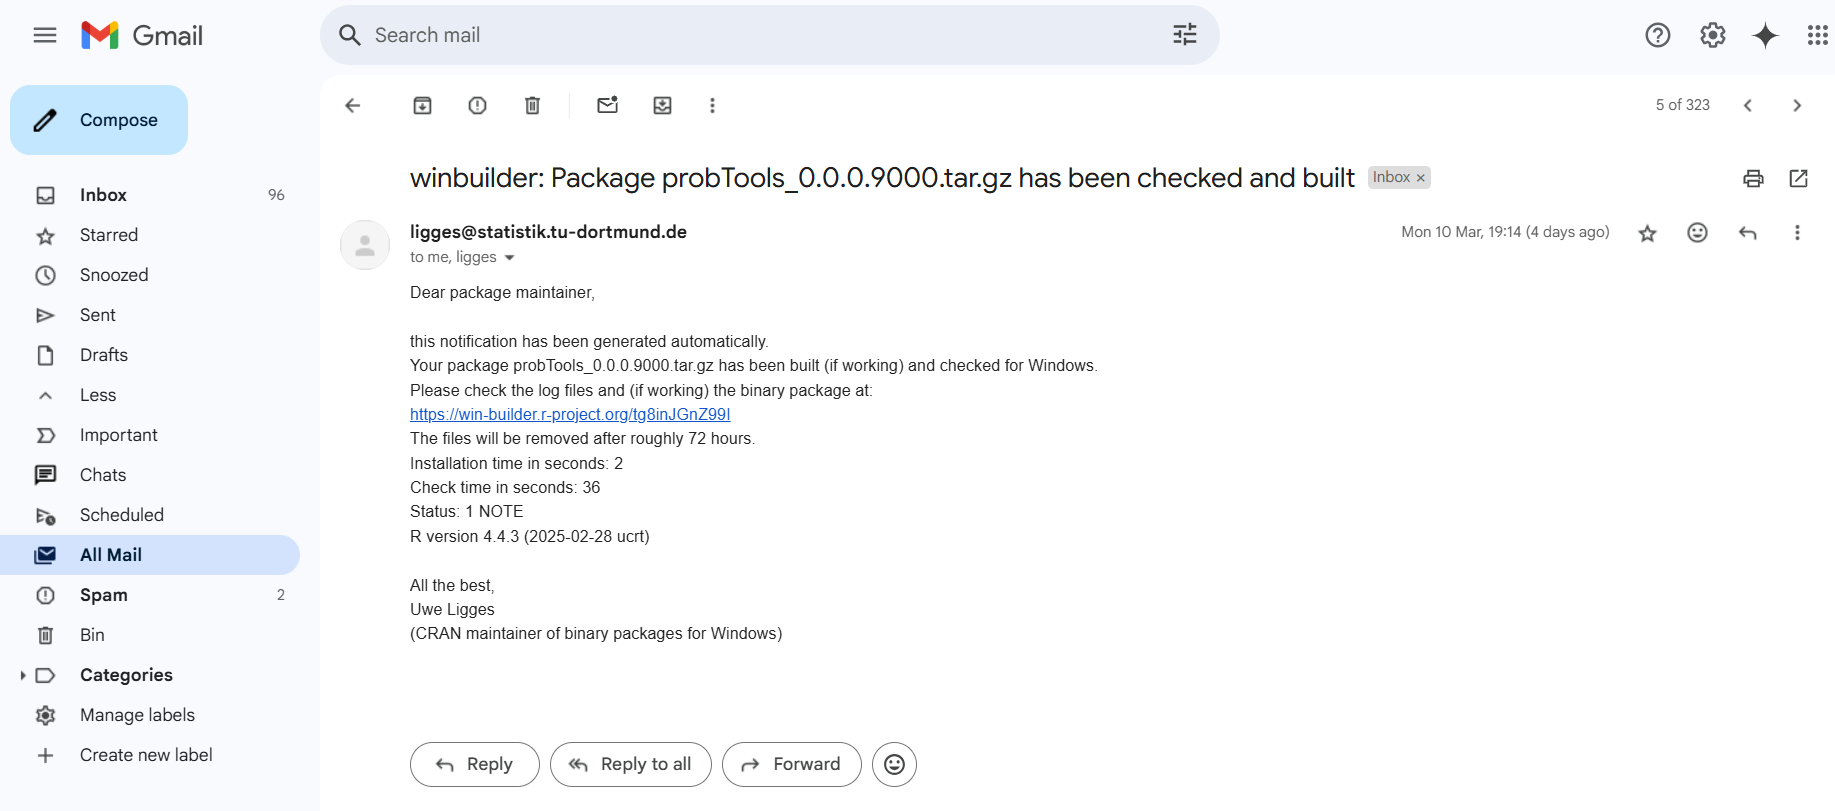 Gmail
Search mail
Compose
5 of 323
winbuilder: Package probTools_0.0.0.9000.tar.gz has been checked and built
Inbox ×
Inbox 96
Starred
Snoozed
Sent
Drafts
Less
Important
Chats
Scheduled
All Mail
Spam 2
Bin
Categories
Manage labels
Create new label
ligges@statistik.tu-dortmund.de
Mon 10 Mar, 19:14 (4 days ago)
to me, ligges
Dear package maintainer,
this notification has been generated automatically.
Your package probTools_0.0.0.9000.tar.gz has been built (if working) and checked for Windows.
Please check the log files and (if working) the binary package at:
https://win-builder.r-project.org/tg8inJGnZ99I
The files will be removed after roughly 72 hours.
Installation time in seconds: 2
Check time in seconds: 36
Status: 1 NOTE
R version 4.4.3 (2025-02-28 ucrt)
All the best,
Uwe Ligges
(CRAN maintainer of binary packages for Windows)
Reply
Reply to all
Forward